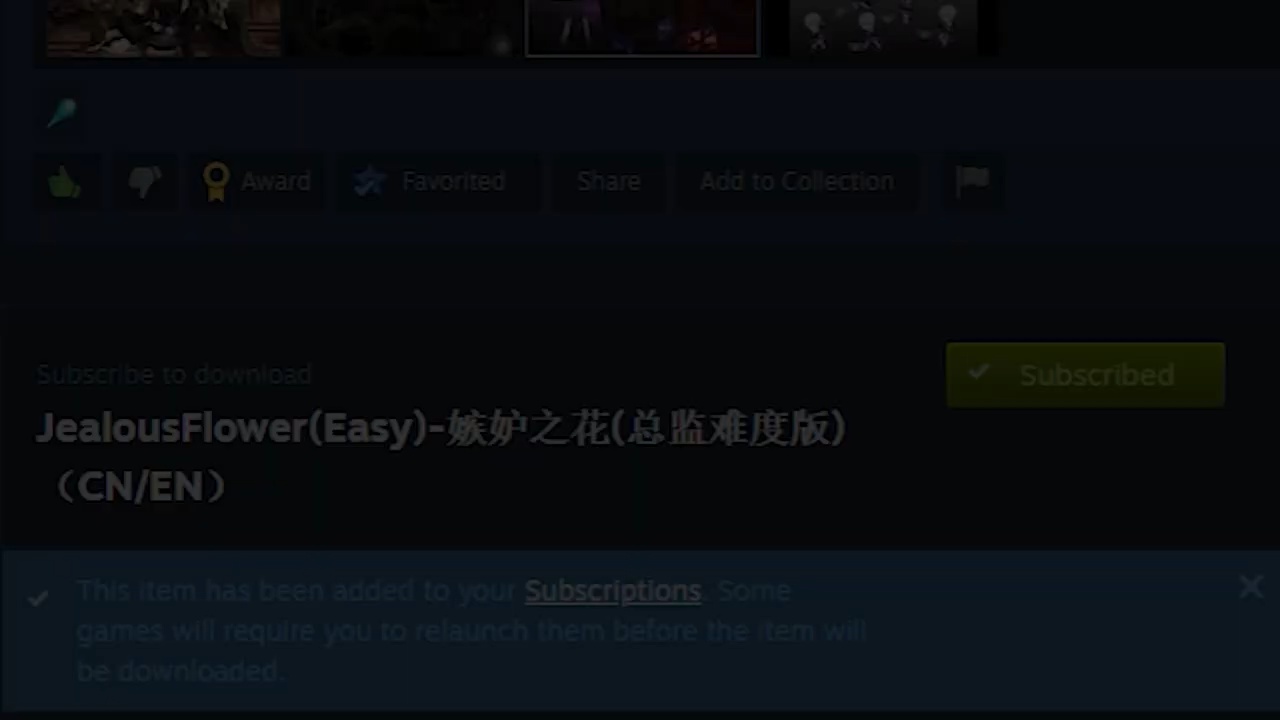 Award
Favorited
Share
Add to Collection
Subscribe to download
Subscribed
JealousFlower(Easy)-嫉妒之花(总监难度版)
（CN/EN）
This item has been added to your Subscriptions. Some
games will require you to relaunch them before the item will
be downloaded.